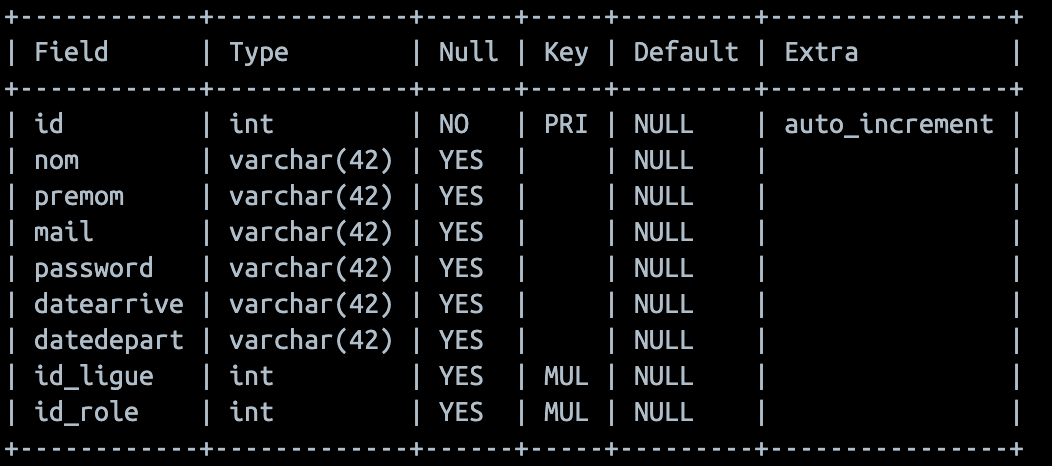 +------------+-------------+------+-----+---------+----------------+
| Field      | Type        | Null | Key | Default | Extra          |
+------------+-------------+------+-----+---------+----------------+
| id         | int         | NO   | PRI | NULL    | auto_increment |
| nom        | varchar(42) | YES  |     | NULL    |                |
| premom     | varchar(42) | YES  |     | NULL    |                |
| mail       | varchar(42) | YES  |     | NULL    |                |
| password   | varchar(42) | YES  |     | NULL    |                |
| datearrive | varchar(42) | YES  |     | NULL    |                |
| datedepart | varchar(42) | YES  |     | NULL    |                |
| id_ligue   | int         | YES  | MUL | NULL    |                |
| id_role    | int         | YES  | MUL | NULL    |                |
+------------+-------------+------+-----+---------+----------------+